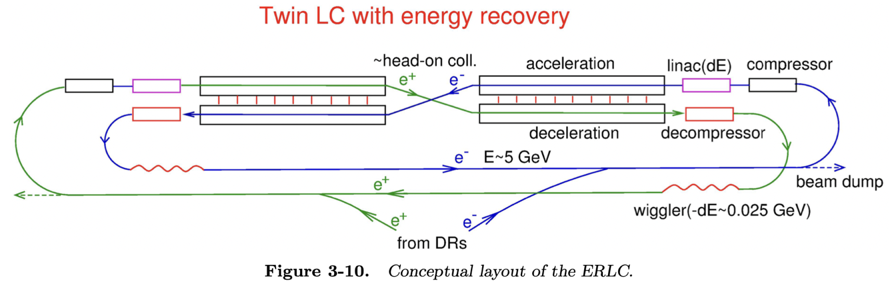 Twin LC with energy recovery
~head-on coll.
acceleration
linac(dE)
compressor
e+
e-
deceleration
decompressor
e- E~5 GeV
e+
beam dump
wiggler(-dE~0.025 GeV)
e+
e-
from DRs
Figure 3-10. Conceptual layout of the ERLC.